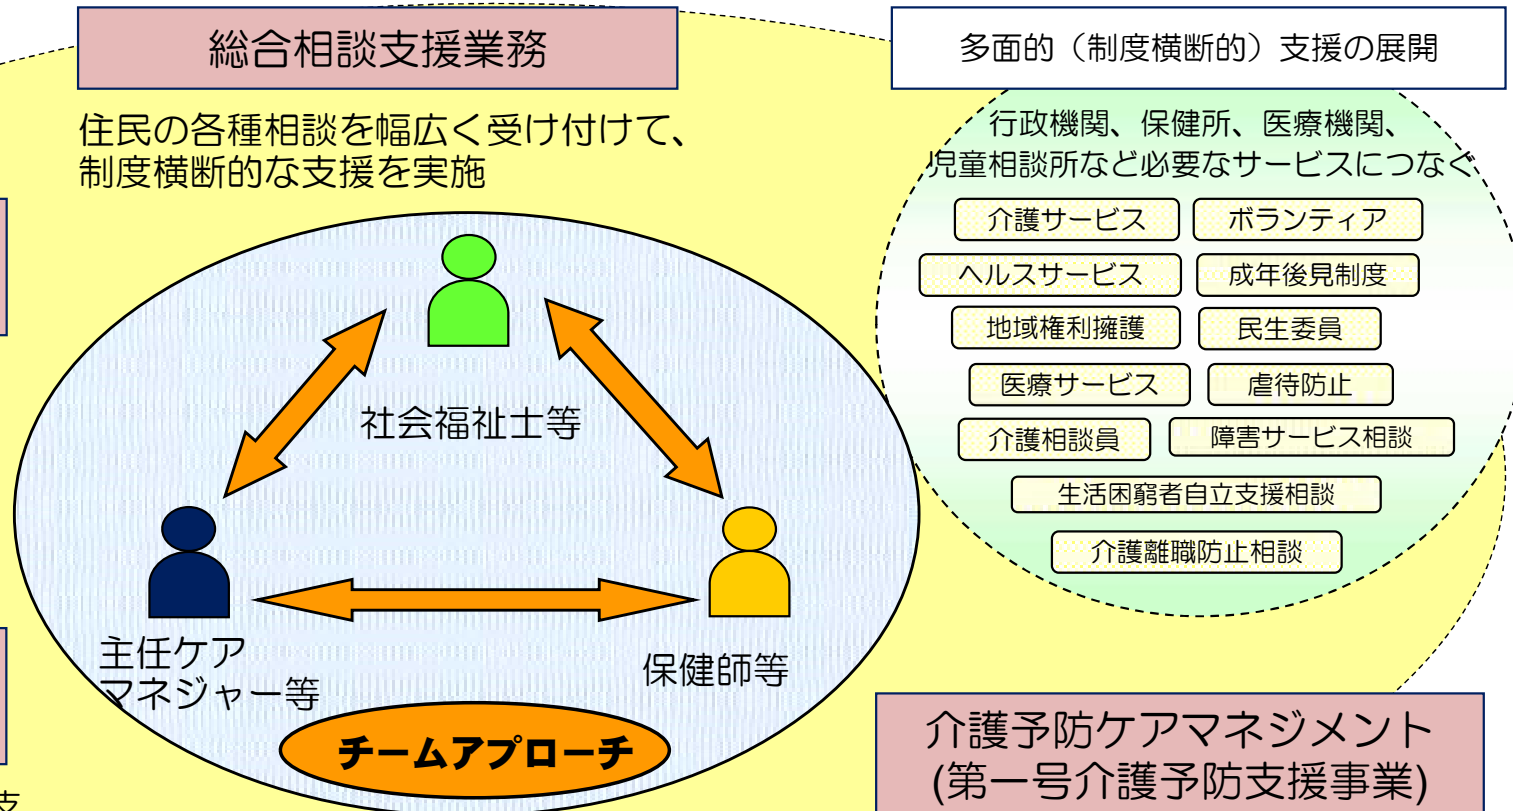 総合相談支援業務
住民の各種相談を幅広く受け付けて、
制度横断的な支援を実施
社会福祉士等
主任ケア
マネジャー等
保健師等
チームアプローチ
多面的（制度横断的）支援の展開
行政機関、保健所、医療機関、
児童相談所など必要なサービスにつなぐ
介護サービス
ボランティア
ヘルスサービス
成年後見制度
地域権利擁護
民生委員
医療サービス
虐待防止
介護相談員
障害サービス相談
生活困窮者自立支援相談
介護離職防止相談
介護予防ケアマネジメント
(第一号介護予防支援事業)
支